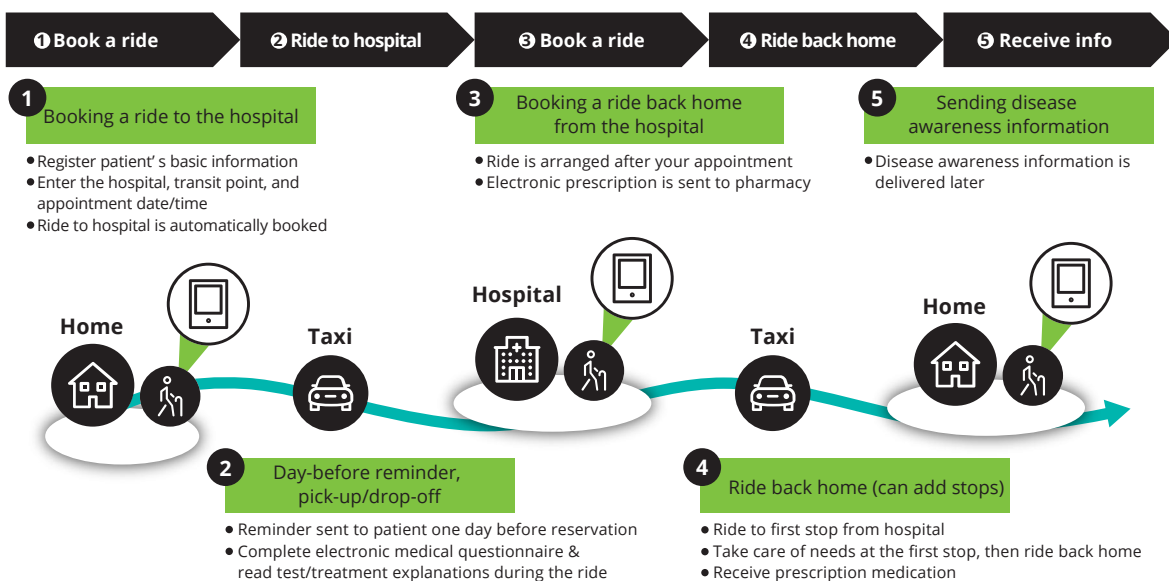 ❶ Book a ride
❷ Ride to hospital
❸ Book a ride
❹ Ride back home
❺ Receive info
1
Booking a ride to the hospital
• Register patient’ s basic information
• Enter the hospital, transit point, and
appointment date/time
• Ride to hospital is automatically booked
3
Booking a ride back home
from the hospital
• Ride is arranged after your appointment
• Electronic prescription is sent to pharmacy
5
Sending disease
awareness information
• Disease awareness information is
delivered later
Home
Taxi
Hospital
Taxi
Home
2
Day-before reminder,
pick-up/drop-off
• Reminder sent to patient one day before reservation
• Complete electronic medical questionnaire &
read test/treatment explanations during the ride
4
Ride back home (can add stops)
• Ride to first stop from hospital
• Take care of needs at the first stop, then ride back home
• Receive prescription medication